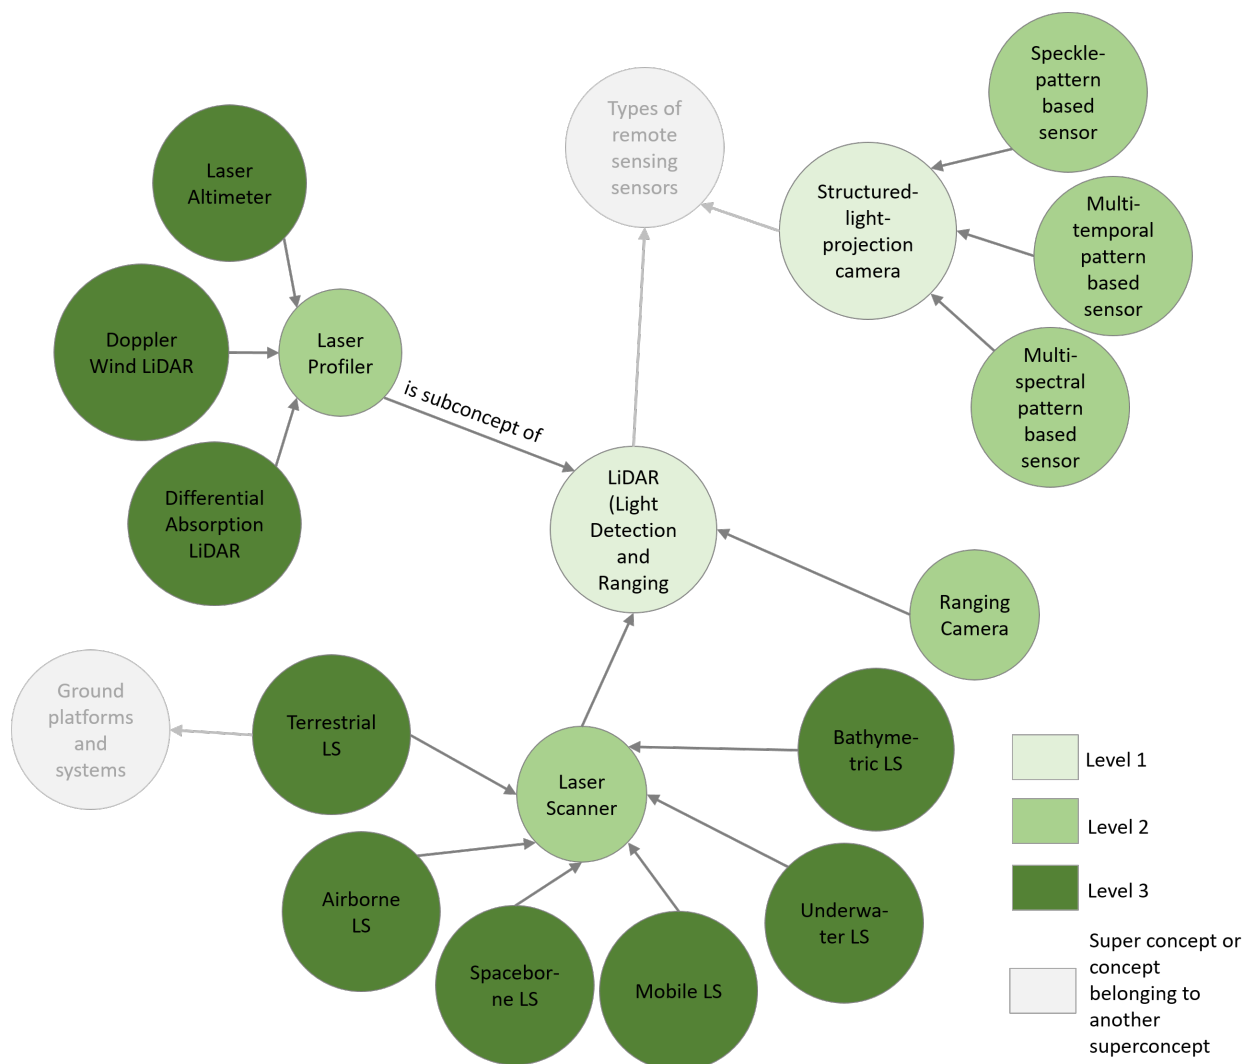 Speckle-
pattern
based
sensor
Types of
remote
sensing
sensors
Laser
Altimeter
Structured-
light-
projection
camera
Multi-
temporal
pattern
based
sensor
Doppler
Wind LiDAR
Laser
Profiler
Multi-
spectral
pattern
based
sensor
is subconcept of
Differential
Absorption
LiDAR
LiDAR
(Light
Detection
and
Ranging
Ranging
Camera
Ground
platforms
and
systems
Terrestrial
LS
Laser
Scanner
Bathyme-
tric LS
Airborne
LS
Spacebor-
ne LS
Mobile LS
Underwa-
ter LS
Level 1
Level 2
Level 3
Super concept or
concept
belonging to
another
superconcept